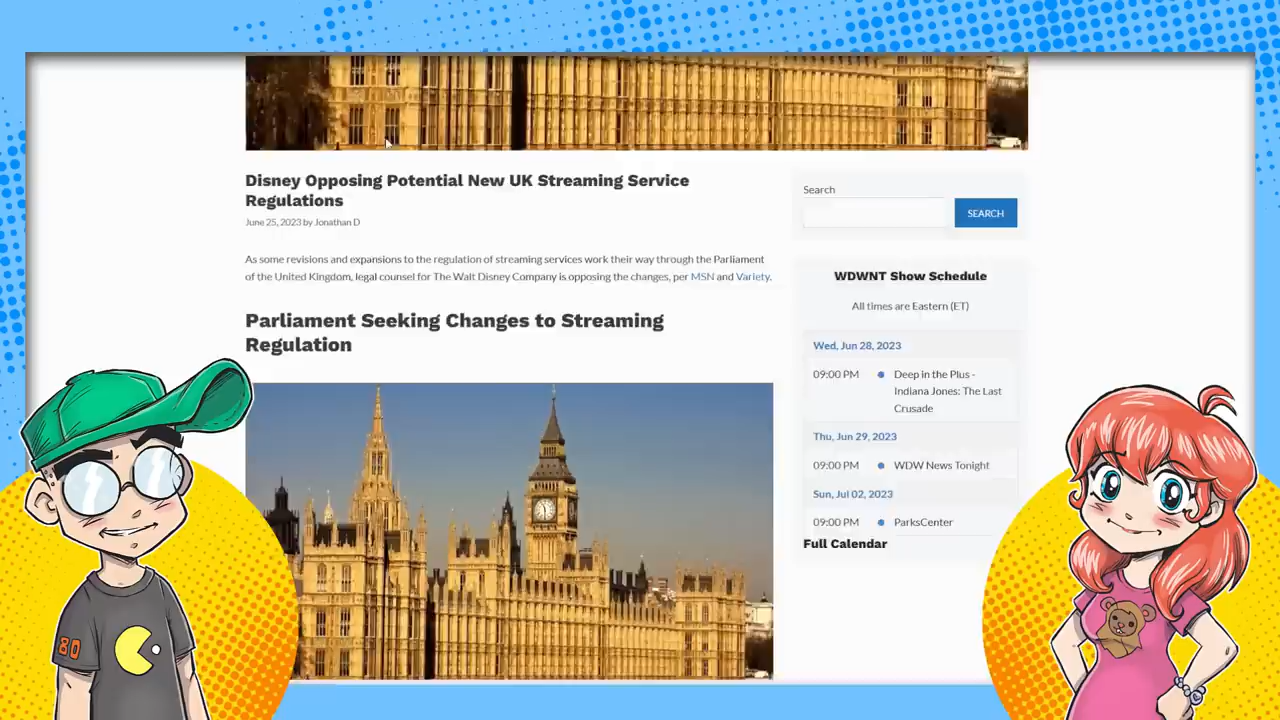 Disney Opposing Potential New UK Streaming Service
Regulations
June 25, 2023 by Jonathan D
As some revisions and expansions to the regulation of streaming services work their way through the Parliament
of the United Kingdom, legal counsel for The Walt Disney Company is opposing the changes, per MSN and Variety.
Parliament Seeking Changes to Streaming
Regulation
Search
SEARCH
WDWNT Show Schedule
All times are Eastern (ET)
Wed, Jun 28, 2023
09:00 PM Deep in the Plus -
Indiana Jones: The Last
Crusade
Thu, Jun 29, 2023
09:00 PM WDW News Tonight
Sun, Jul 02, 2023
09:00 PM ParksCenter
Full Calendar
80